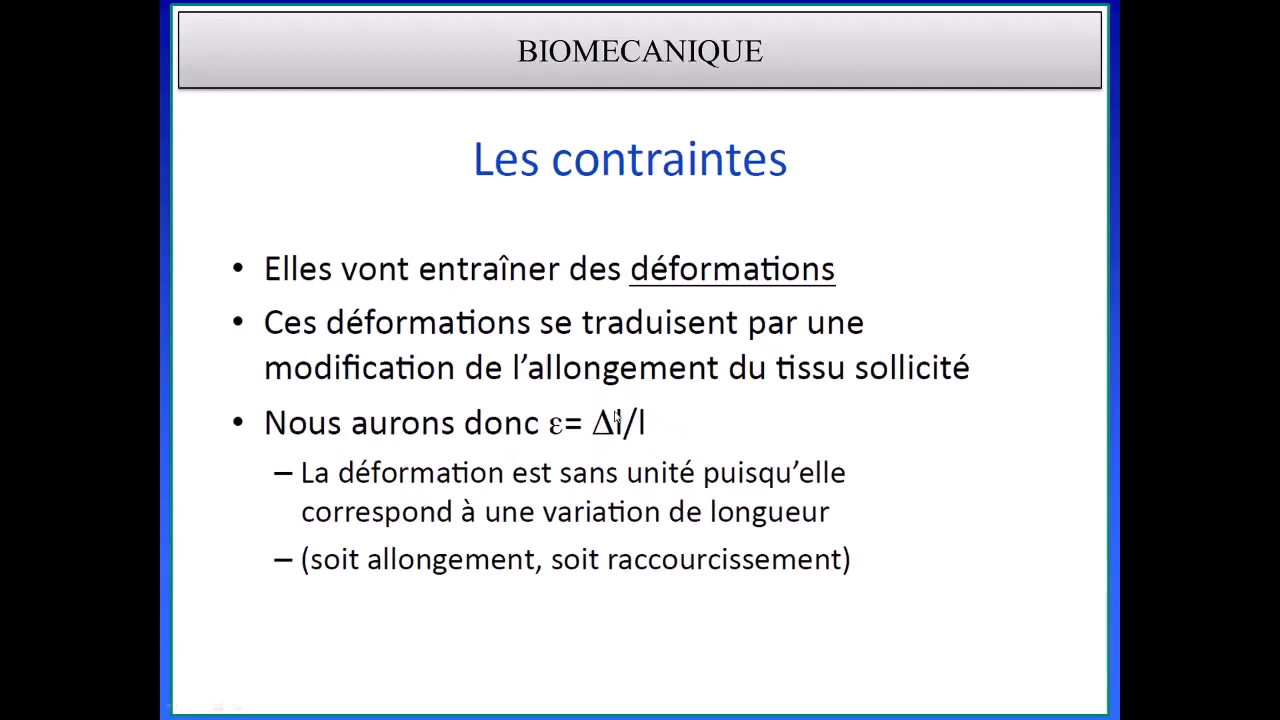 BIOMECANIQUE
Les contraintes
• Elles vont entraîner des déformations
• Ces déformations se traduisent par une
modification de l’allongement du tissu sollicité
• Nous aurons donc ε= Δl/l
– La déformation est sans unité puisqu’elle
correspond à une variation de longueur
– (soit allongement, soit raccourcissement)